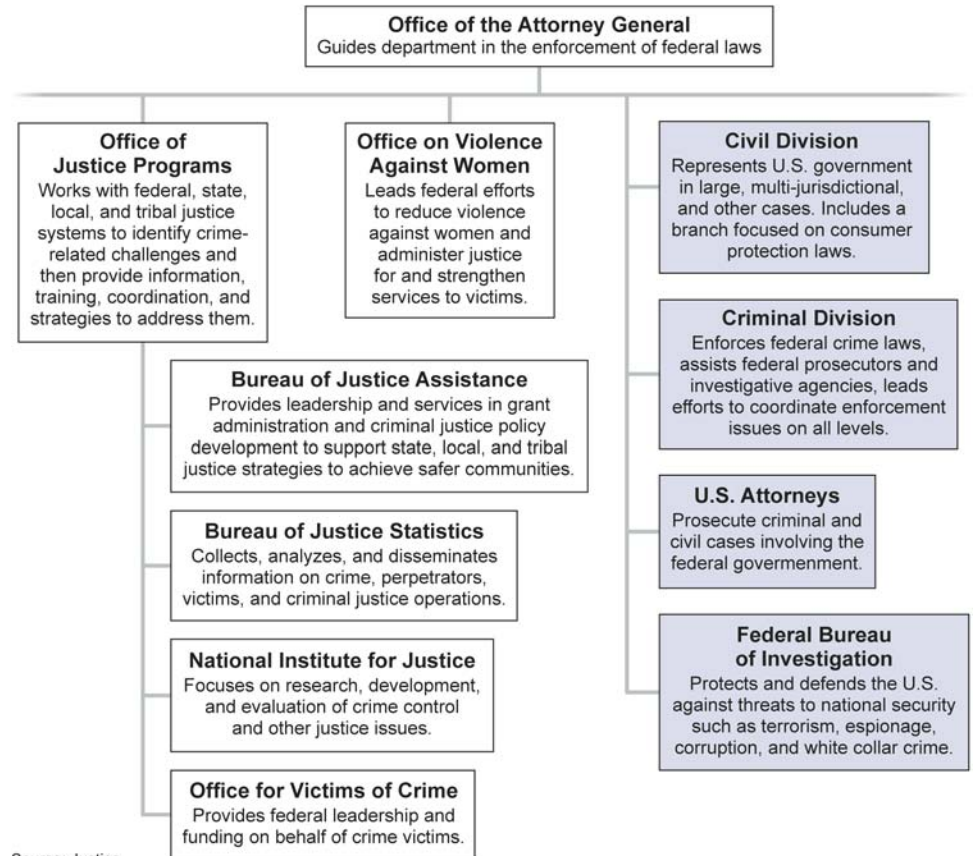 Office of the Attorney General
Guides department in the enforcement of federal laws
Office of
Justice Programs
Works with federal, state,
local, and tribal justice
systems to identify crime-
related challenges and
then provide information,
training, coordination, and
strategies to address them.
Office on Violence
Against Women
Leads federal efforts
to reduce violence
against women and
administer justice
for and strengthen
services to victims.
Civil Division
Represents U.S. government
in large, multi-jurisdictional,
and other cases. Includes a
branch focused on consumer
protection laws.
Criminal Division
Enforces federal crime laws,
assists federal prosecutors and
investigative agencies, leads
efforts to coordinate enforcement
issues on all levels.
Bureau of Justice Assistance
Provides leadership and services in grant
administration and criminal justice policy
development to support state, local, and tribal
justice strategies to achieve safer communities.
U.S. Attorneys
Prosecute criminal and
civil cases involving the
federal govermenment.
Bureau of Justice Statistics
Collects, analyzes, and disseminates
information on crime, perpetrators,
victims, and criminal justice operations.
Federal Bureau
of Investigation
Protects and defends the U.S.
against threats to national security
such as terrorism, espionage,
corruption, and white collar crime.
National Institute for Justice
Focuses on research, development,
and evaluation of crime control
and other justice issues.
Office for Victims of Crime
Provides federal leadership and
funding on behalf of crime victims.